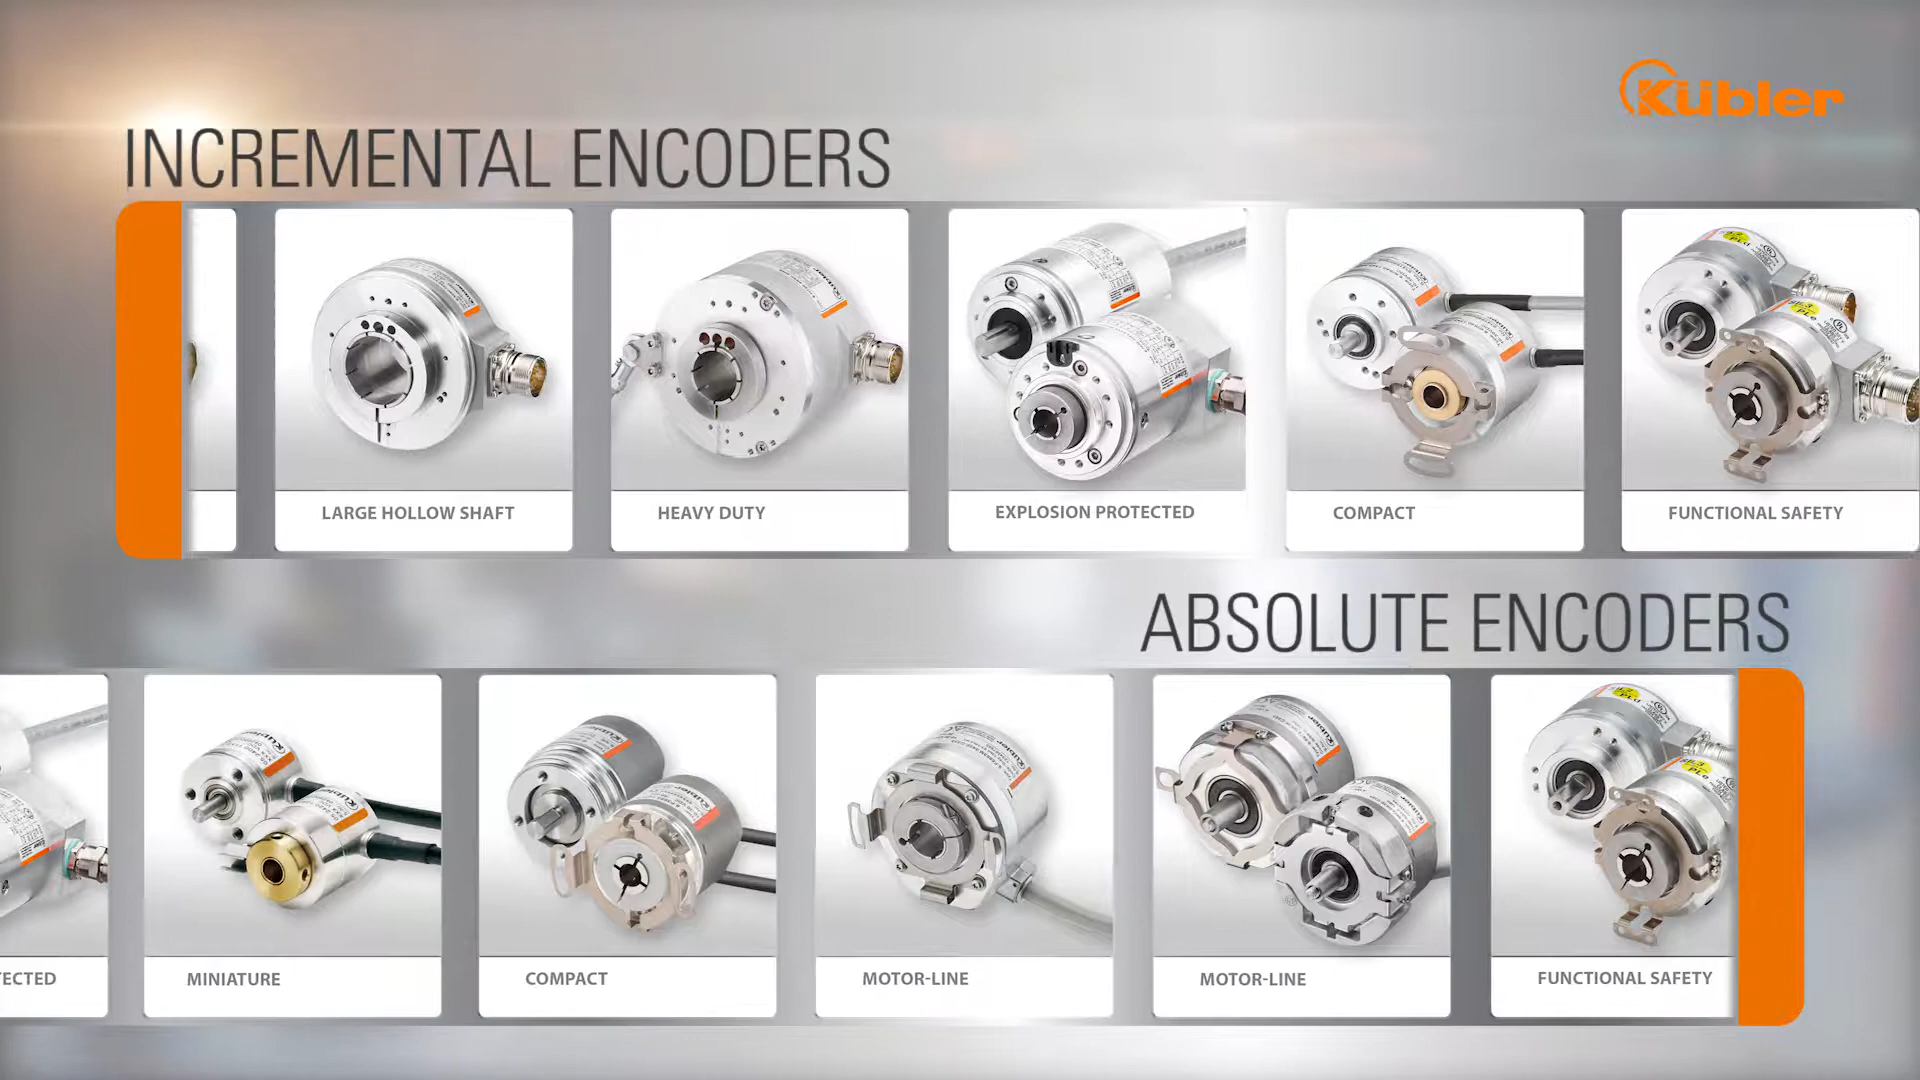 Kübler
INCREMENTAL ENCODERS
LARGE HOLLOW SHAFT
HEAVY DUTY
EXPLOSION PROTECTED
COMPACT
FUNCTIONAL SAFETY
ABSOLUTE ENCODERS
TECTED
MINIATURE
COMPACT
MOTOR-LINE
MOTOR-LINE
FUNCTIONAL SAFETY